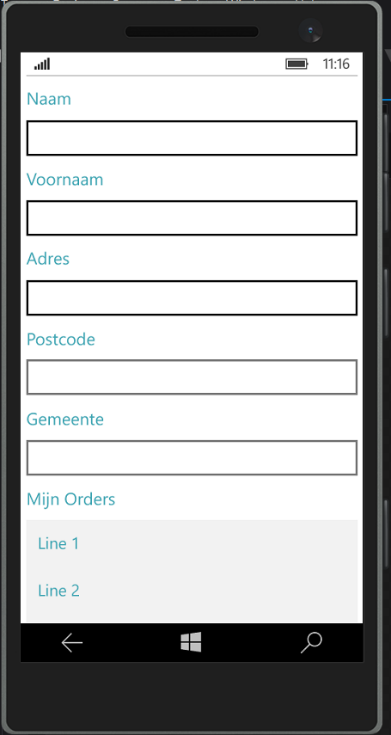 11:16
Naam
Voornaam
Adres
Postcode
Gemeente
Mijn Orders
Line 1
Line 2